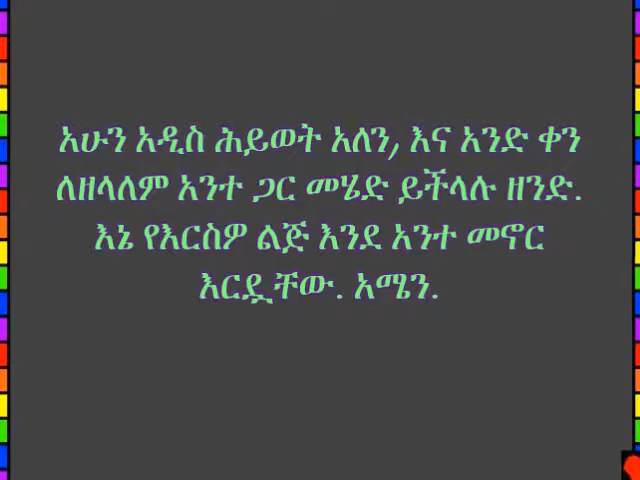 አሁን አዲስ ሕይወት አለን, እና አንድ ቀን
ለዘላለም አንተ ጋር መሄድ ይችላሉ ዘንድ.
እኔ የእርስዎ ልጅ እንደ አንተ መኖር
እርዷቸው. አሜን.